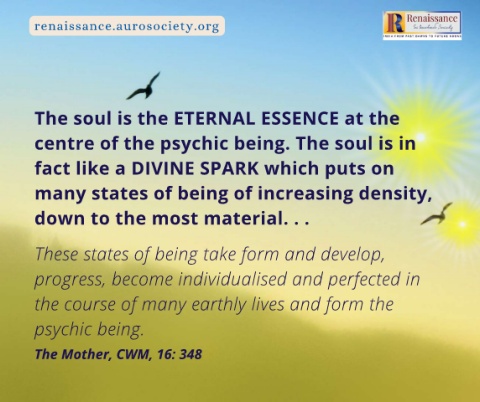 renaissance.aurosociety.org
Renaissance
The soul is the ETERNAL ESSENCE at the
centre of the psychic being. The soul is in
fact like a DIVINE SPARK which puts on
many states of being of increasing density,
down to the most material. . .
These states of being take form and develop,
progress, become individualised and perfected in
the course of many earthly lives and form the
psychic being.
The Mother, CWM, 16: 348